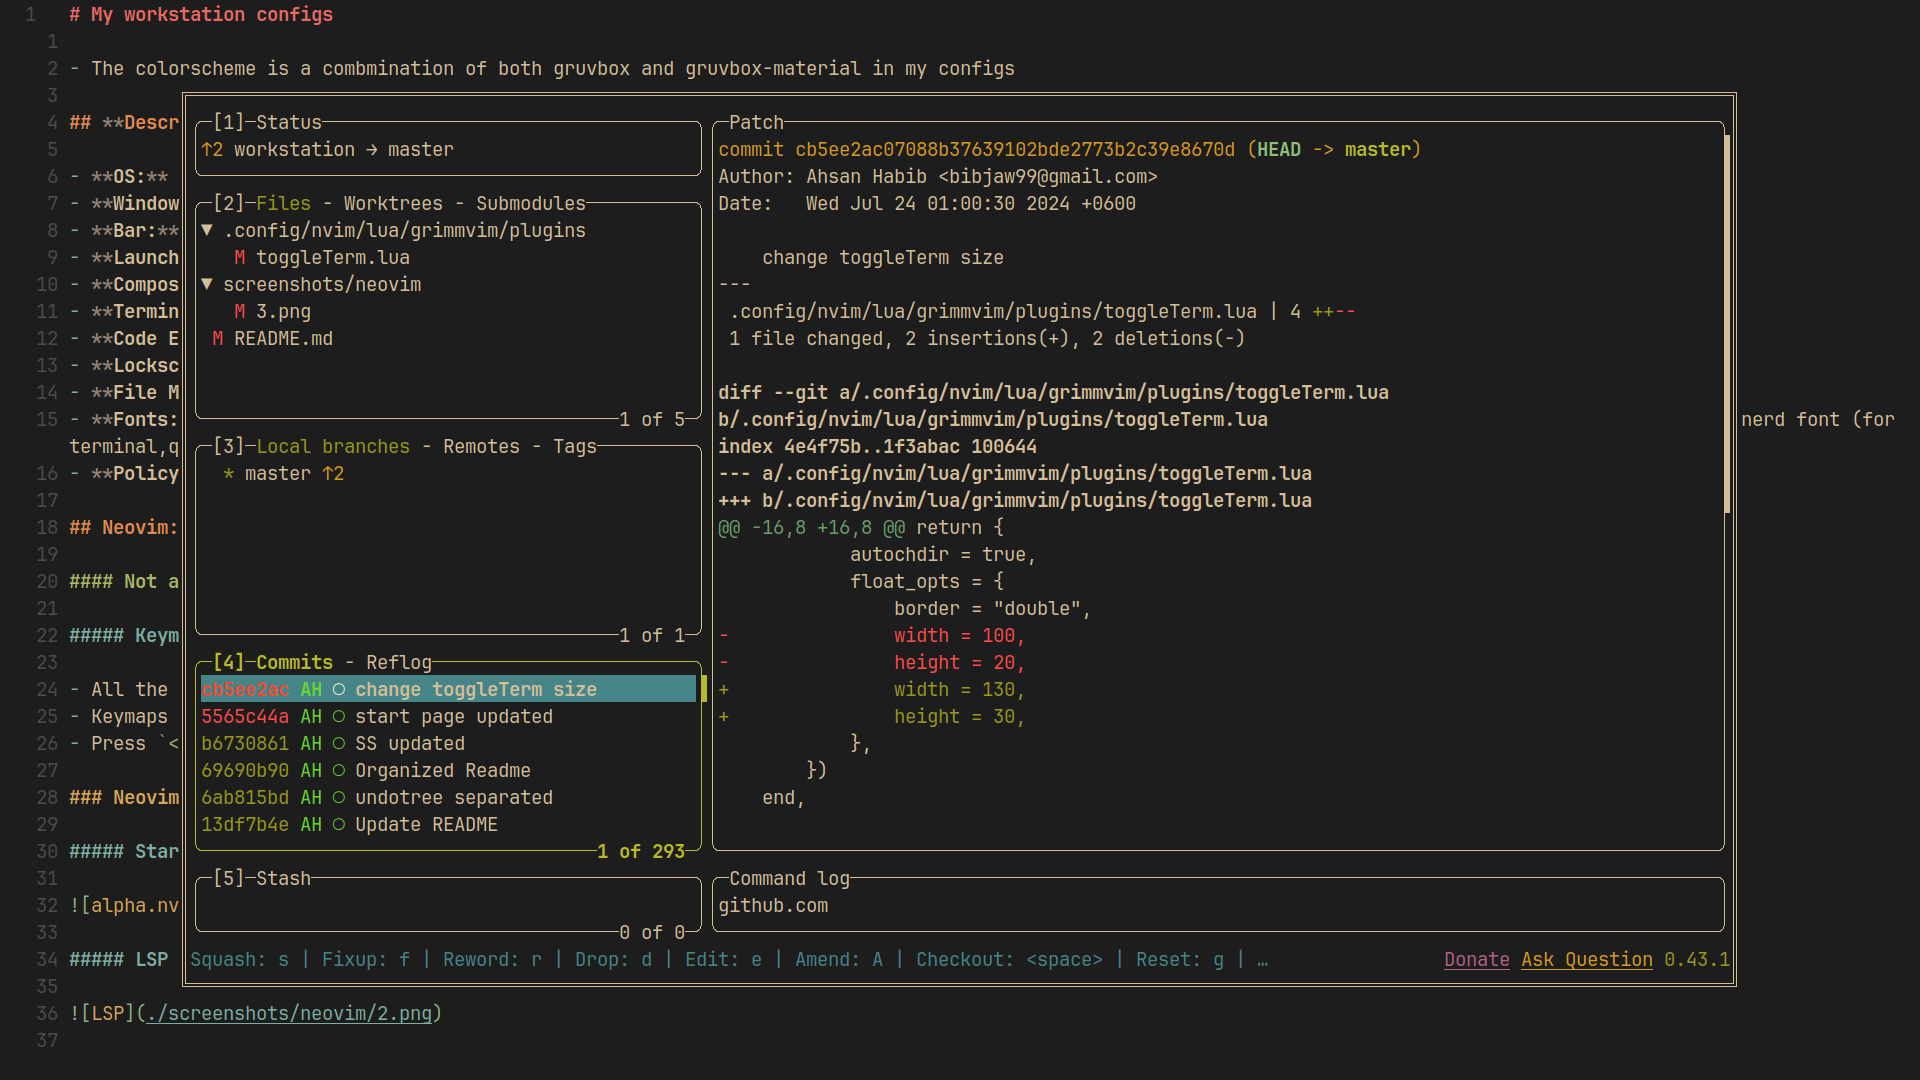 1 # My workstation configs
1
2 - The colorscheme is a combmination of both gruvbox and gruvbox-material in my configs
3
4 ## **Descr
5
6 - **OS:**
7 - **Window
8 - **Bar:**
9 - **Launch
10 - **Compos
11 - **Termin
12 - **Code E
13 - **Locksc
14 - **File M
15 - **Fonts: nerd font (for
terminal,q
16 - **Policy
17
18 ## Neovim:
19
20 #### Not a
21
22 ##### Keym
23
24 - All the
25 - Keymaps
26 - Press `<
27
28 ### Neovim
29
30 ##### Star
31
32 ![alpha.nv
33
34 ##### LSP
35
36 ![LSP](./screenshots/neovim/2.png)
37
[1] Status
↑2 workstation → master
[2] Files - Worktrees - Submodules
▼ .config/nvim/lua/grimmvim/plugins
M toggleTerm.lua
▼ screenshots/neovim
M 3.png
M README.md
1 of 5
[3] Local branches - Remotes - Tags
* master ↑2
1 of 1
[4] Commits - Reflog
cb5ee2ac AH ○ change toggleTerm size
5565c44a AH ○ start page updated
b6730861 AH ○ SS updated
69690b90 AH ○ Organized Readme
6ab815bd AH ○ undotree separated
13df7b4e AH ○ Update README
1 of 293
[5] Stash
0 of 0
Patch
commit cb5ee2ac07088b37639102bde2773b2c39e8670d (HEAD -> master)
Author: Ahsan Habib <bibjaw99@gmail.com>
Date:   Wed Jul 24 01:00:30 2024 +0600
change toggleTerm size
---
.config/nvim/lua/grimmvim/plugins/toggleTerm.lua | 4 ++--
1 file changed, 2 insertions(+), 2 deletions(-)
diff --git a/.config/nvim/lua/grimmvim/plugins/toggleTerm.lua
b/.config/nvim/lua/grimmvim/plugins/toggleTerm.lua
index 4e4f75b..1f3abac 100644
--- a/.config/nvim/lua/grimmvim/plugins/toggleTerm.lua
+++ b/.config/nvim/lua/grimmvim/plugins/toggleTerm.lua
@@ -16,8 +16,8 @@ return {
autochdir = true,
float_opts = {
border = "double",
- width = 100,
- height = 20,
+ width = 130,
+ height = 30,
},
})
end,
Command log
github.com
Squash: s | Fixup: f | Reword: r | Drop: d | Edit: e | Amend: A | Checkout: <space> | Reset: g | … Donate Ask Question 0.43.1